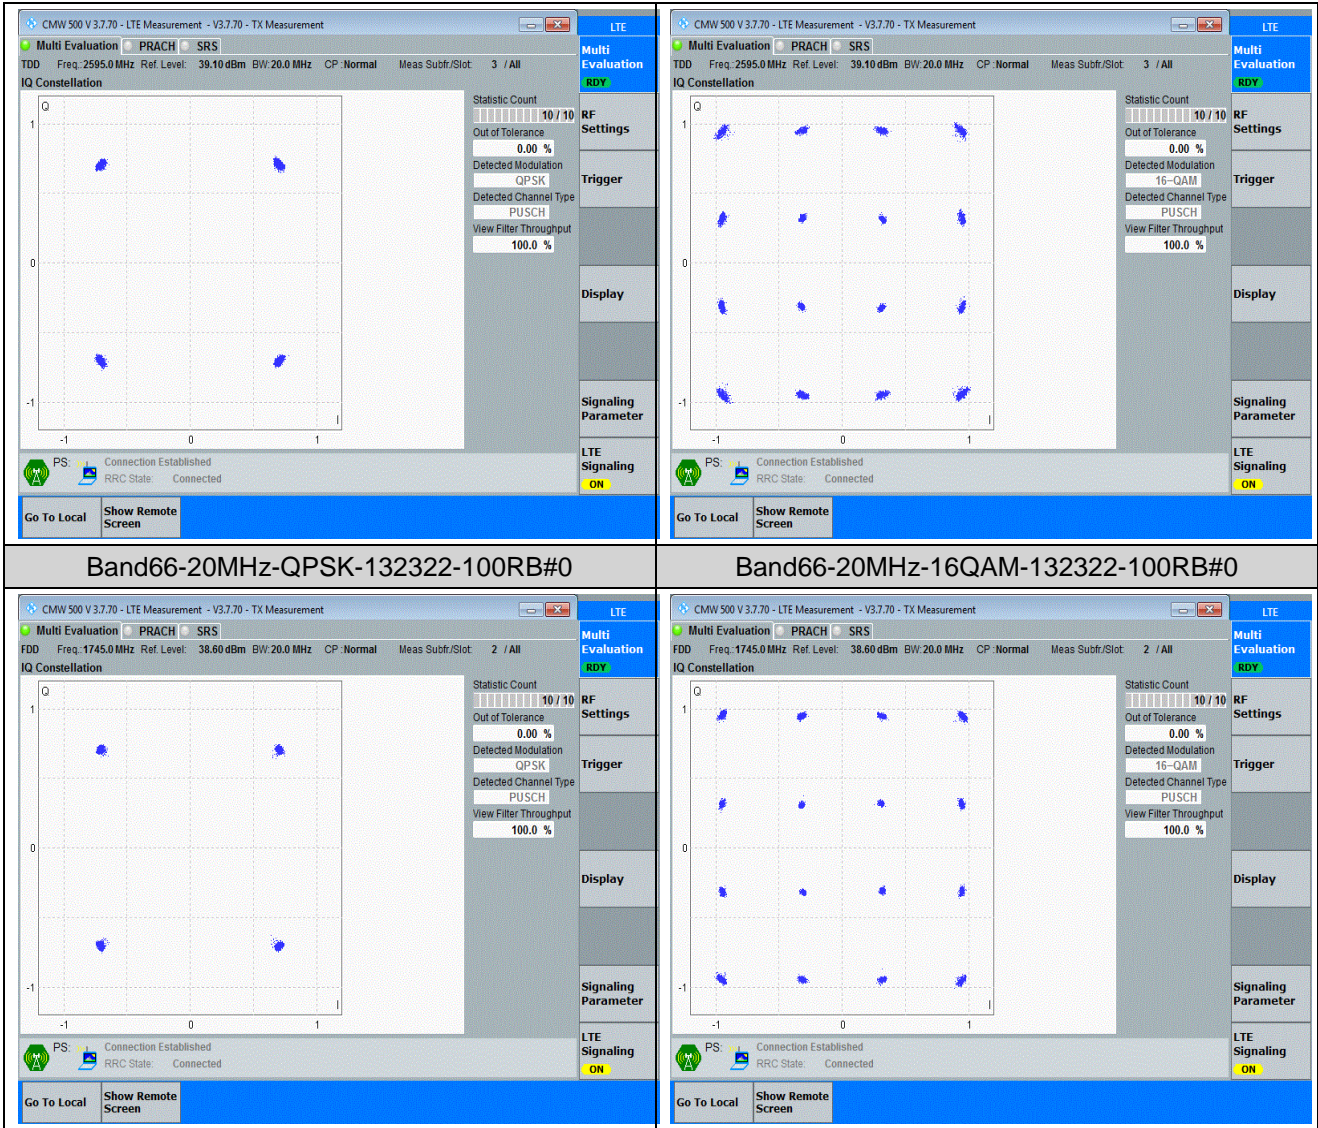 CMW 500 V 3.7.70 - LTE Measurement - V3.7.70 - TX Measurement
LTE
Multi Evaluation PRACH SRS
Multi Evaluation
RDY
TDD Freq.: 2595.0 MHz Ref. Level: 39.10 dBm BW: 20.0 MHz CP : Normal Meas Subfr./Slot: 3 / All
IQ Constellation
Q
1
0
-1
-1 0 1
I
Statistic Count
10 / 10
Out of Tolerance
0.00 %
Detected Modulation
QPSK
Detected Channel Type
PUSCH
View Filter Throughput
100.0 %
RF Settings
Trigger
Display
Signaling Parameter
LTE Signaling
ON
PS: Connection Established
RRC State: Connected
Go To Local
Show Remote Screen
CMW 500 V 3.7.70 - LTE Measurement - V3.7.70 - TX Measurement
LTE
Multi Evaluation PRACH SRS
Multi Evaluation
RDY
TDD Freq.: 2595.0 MHz Ref. Level: 39.10 dBm BW: 20.0 MHz CP : Normal Meas Subfr./Slot: 3 / All
IQ Constellation
Q
1
0
-1
-1 0 1
I
Statistic Count
10 / 10
Out of Tolerance
0.00 %
Detected Modulation
16-QAM
Detected Channel Type
PUSCH
View Filter Throughput
100.0 %
RF Settings
Trigger
Display
Signaling Parameter
LTE Signaling
ON
PS: Connection Established
RRC State: Connected
Go To Local
Show Remote Screen
Band66-20MHz-QPSK-132322-100RB#0
Band66-20MHz-16QAM-132322-100RB#0
CMW 500 V 3.7.70 - LTE Measurement - V3.7.70 - TX Measurement
LTE
Multi Evaluation PRACH SRS
Multi Evaluation
RDY
FDD Freq.: 1745.0 MHz Ref. Level: 38.60 dBm BW: 20.0 MHz CP : Normal Meas Subfr./Slot: 2 / All
IQ Constellation
Q
1
0
-1
-1 0 1
I
Statistic Count
10 / 10
Out of Tolerance
0.00 %
Detected Modulation
QPSK
Detected Channel Type
PUSCH
View Filter Throughput
100.0 %
RF Settings
Trigger
Display
Signaling Parameter
LTE Signaling
ON
PS: Connection Established
RRC State: Connected
Go To Local
Show Remote Screen
CMW 500 V 3.7.70 - LTE Measurement - V3.7.70 - TX Measurement
LTE
Multi Evaluation PRACH SRS
Multi Evaluation
RDY
FDD Freq.: 1745.0 MHz Ref. Level: 38.60 dBm BW: 20.0 MHz CP : Normal Meas Subfr./Slot: 2 / All
IQ Constellation
Q
1
0
-1
-1 0 1
I
Statistic Count
10 / 10
Out of Tolerance
0.00 %
Detected Modulation
16-QAM
Detected Channel Type
PUSCH
View Filter Throughput
100.0 %
RF Settings
Trigger
Display
Signaling Parameter
LTE Signaling
ON
PS: Connection Established
RRC State: Connected
Go To Local
Show Remote Screen